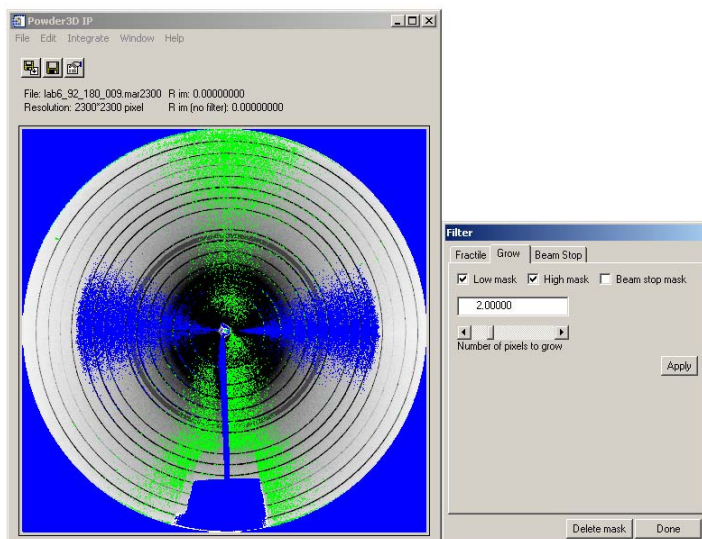 Powder3D IP
File Edit Integrate Window Help
File: lab6_92_180_009.mar2300 R im: 0.00000000
Resolution: 2300*2300 pixel R im (no filter): 0.00000000
Filter
Fractile Grow Beam Stop
Low mask High mask Beam stop mask
2.00000
Number of pixels to grow
Apply
Delete mask Done